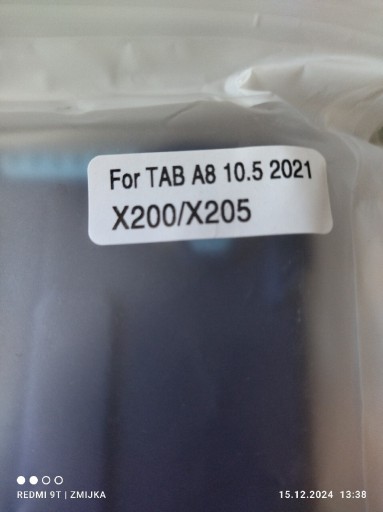 For TAB A8 10.5 2021
X200/X205
REDMI 9T | ZMIJKA
15.12.2024 13:38